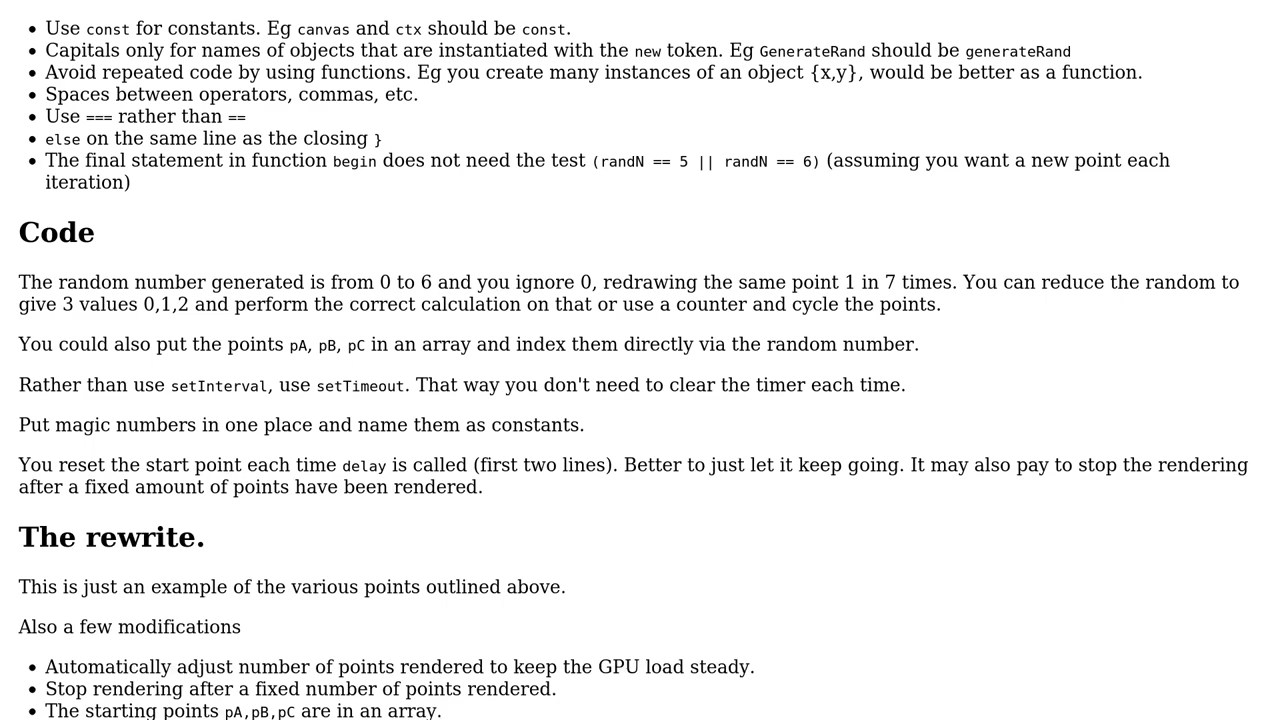 • Use const for constants. Eg canvas and ctx should be const.
• Capitals only for names of objects that are instantiated with the new token. Eg GenerateRand should be generateRand
• Avoid repeated code by using functions. Eg you create many instances of an object {x,y}, would be better as a function.
• Spaces between operators, commas, etc.
• Use === rather than ==
• else on the same line as the closing }
• The final statement in function begin does not need the test (randN == 5 || randN == 6) (assuming you want a new point each
iteration)
Code
The random number generated is from 0 to 6 and you ignore 0, redrawing the same point 1 in 7 times. You can reduce the random to
give 3 values 0,1,2 and perform the correct calculation on that or use a counter and cycle the points.
You could also put the points pA, pB, pC in an array and index them directly via the random number.
Rather than use setInterval, use setTimeout. That way you don't need to clear the timer each time.
Put magic numbers in one place and name them as constants.
You reset the start point each time delay is called (first two lines). Better to just let it keep going. It may also pay to stop the rendering
after a fixed amount of points have been rendered.
The rewrite.
This is just an example of the various points outlined above.
Also a few modifications
• Automatically adjust number of points rendered to keep the GPU load steady.
• Stop rendering after a fixed number of points rendered.
• The starting points pA,pB,pC are in an array.